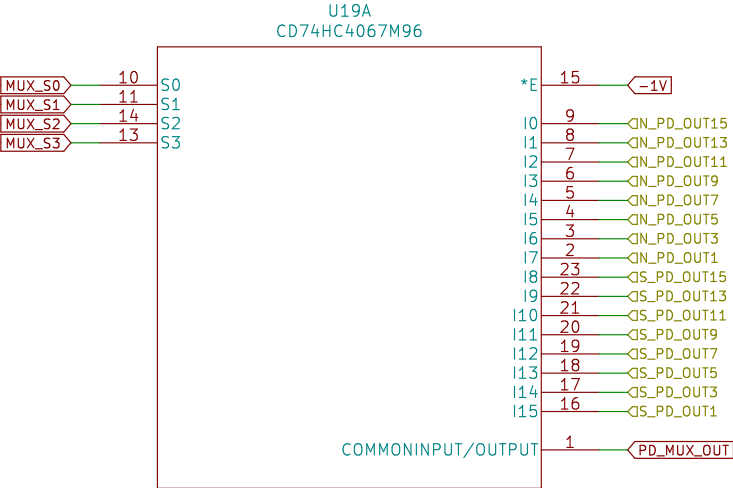 U19A
CD74HC4067M96
MUX_S0 10 S0 *E 15 -1V
MUX_S1 11 S1
MUX_S2 14 S2 I0 9 N_PD_OUT15
MUX_S3 13 S3 I1 8 N_PD_OUT13
I2 7 N_PD_OUT11
I3 6 N_PD_OUT9
I4 5 N_PD_OUT7
I5 4 N_PD_OUT5
I6 3 N_PD_OUT3
I7 2 N_PD_OUT1
I8 23 S_PD_OUT15
I9 22 S_PD_OUT13
I10 21 S_PD_OUT11
I11 20 S_PD_OUT9
I12 19 S_PD_OUT7
I13 18 S_PD_OUT5
I14 17 S_PD_OUT3
I15 16 S_PD_OUT1
COMMONINPUT/OUTPUT 1 PD_MUX_OUT